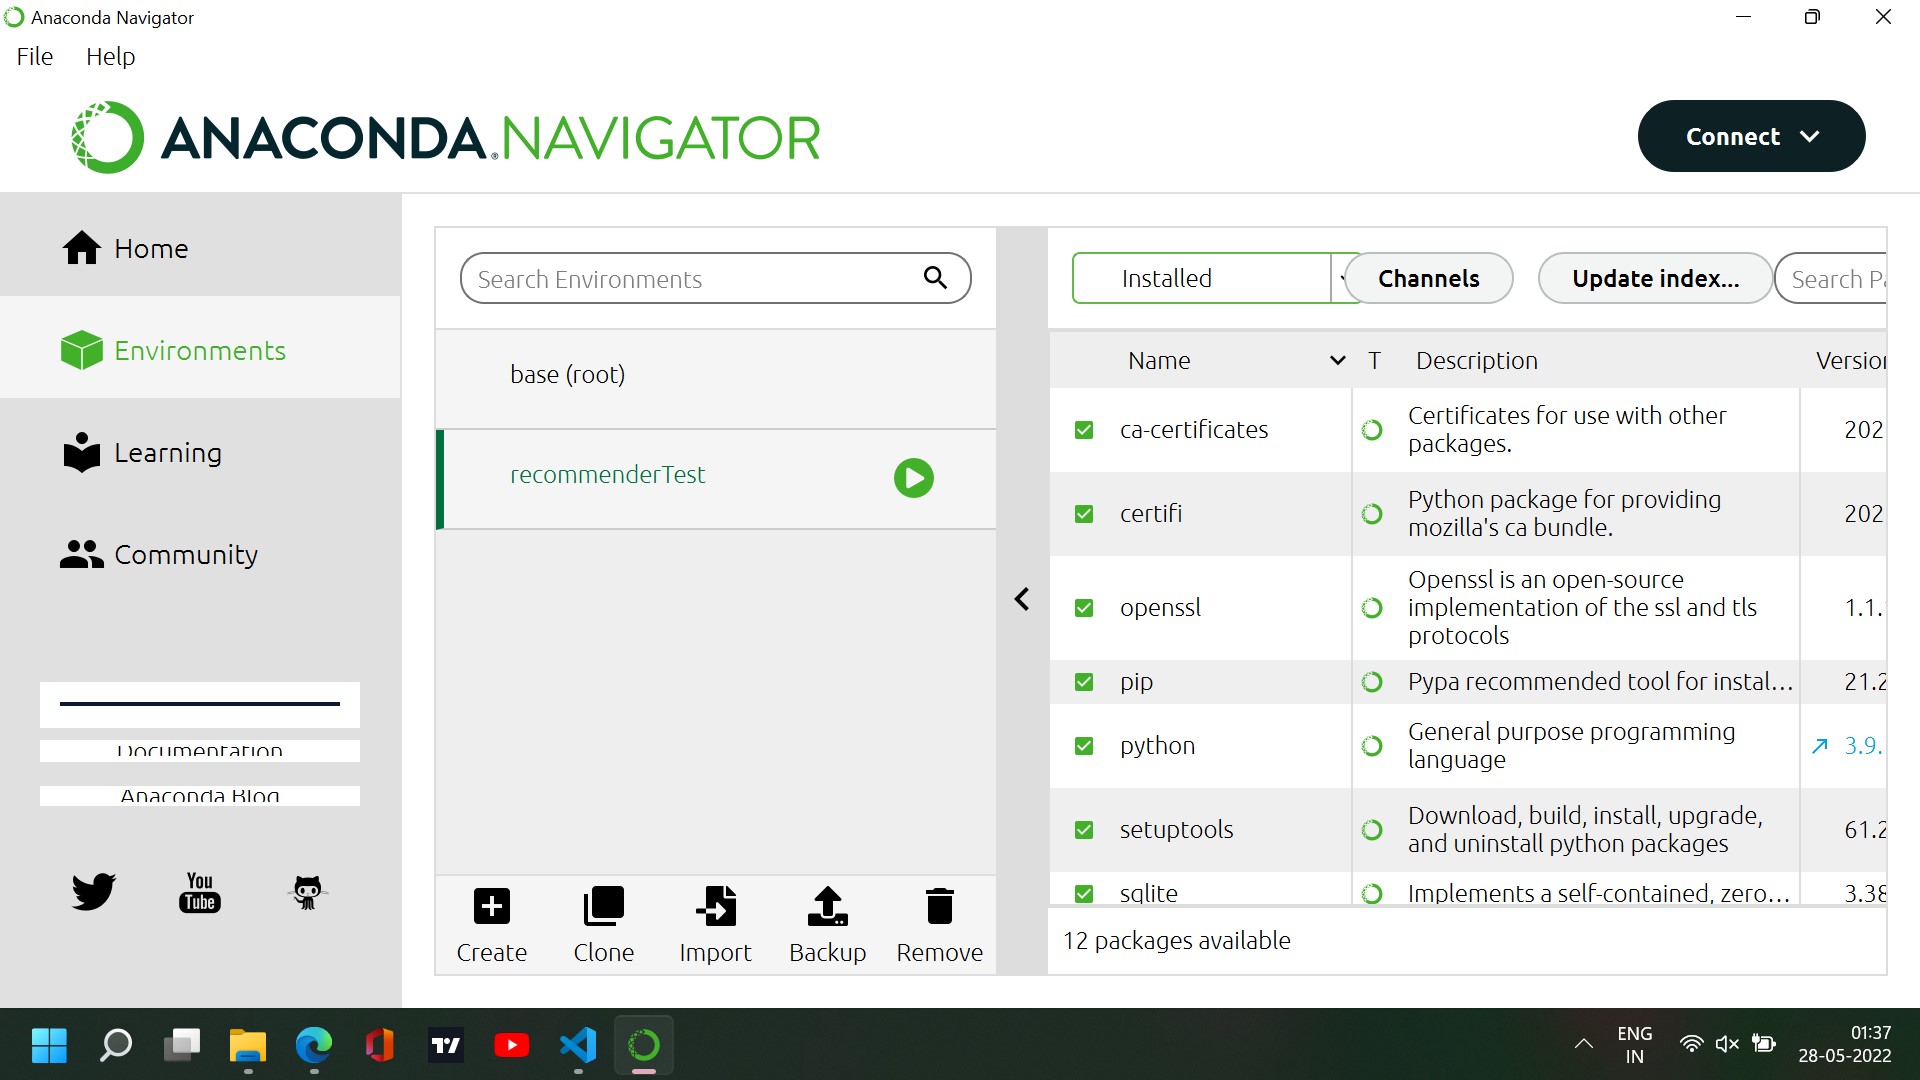 Anaconda Navigator
File Help
ANACONDA.NAVIGATOR
Connect
Home
Environments
Learning
Community
Documentation
Anaconda Blog
You
Tube
Search Environments
base (root)
recommenderTest
Create Clone Import Backup Remove
Installed Channels Update index... Search Pa
Name T Description Version
ca-certificates Certificates for use with other
packages. 202
certifi Python package for providing
mozilla's ca bundle. 202
openssl Openssl is an open-source
implementation of the ssl and tls
protocols 1.1.
pip Pypa recommended tool for instal... 21.2
python General purpose programming
language 3.9.
setuptools Download, build, install, upgrade,
and uninstall python packages 61.2
sqlite Implements a self-contained, zero... 3.38
12 packages available
ENG
IN
01:37
28-05-2022